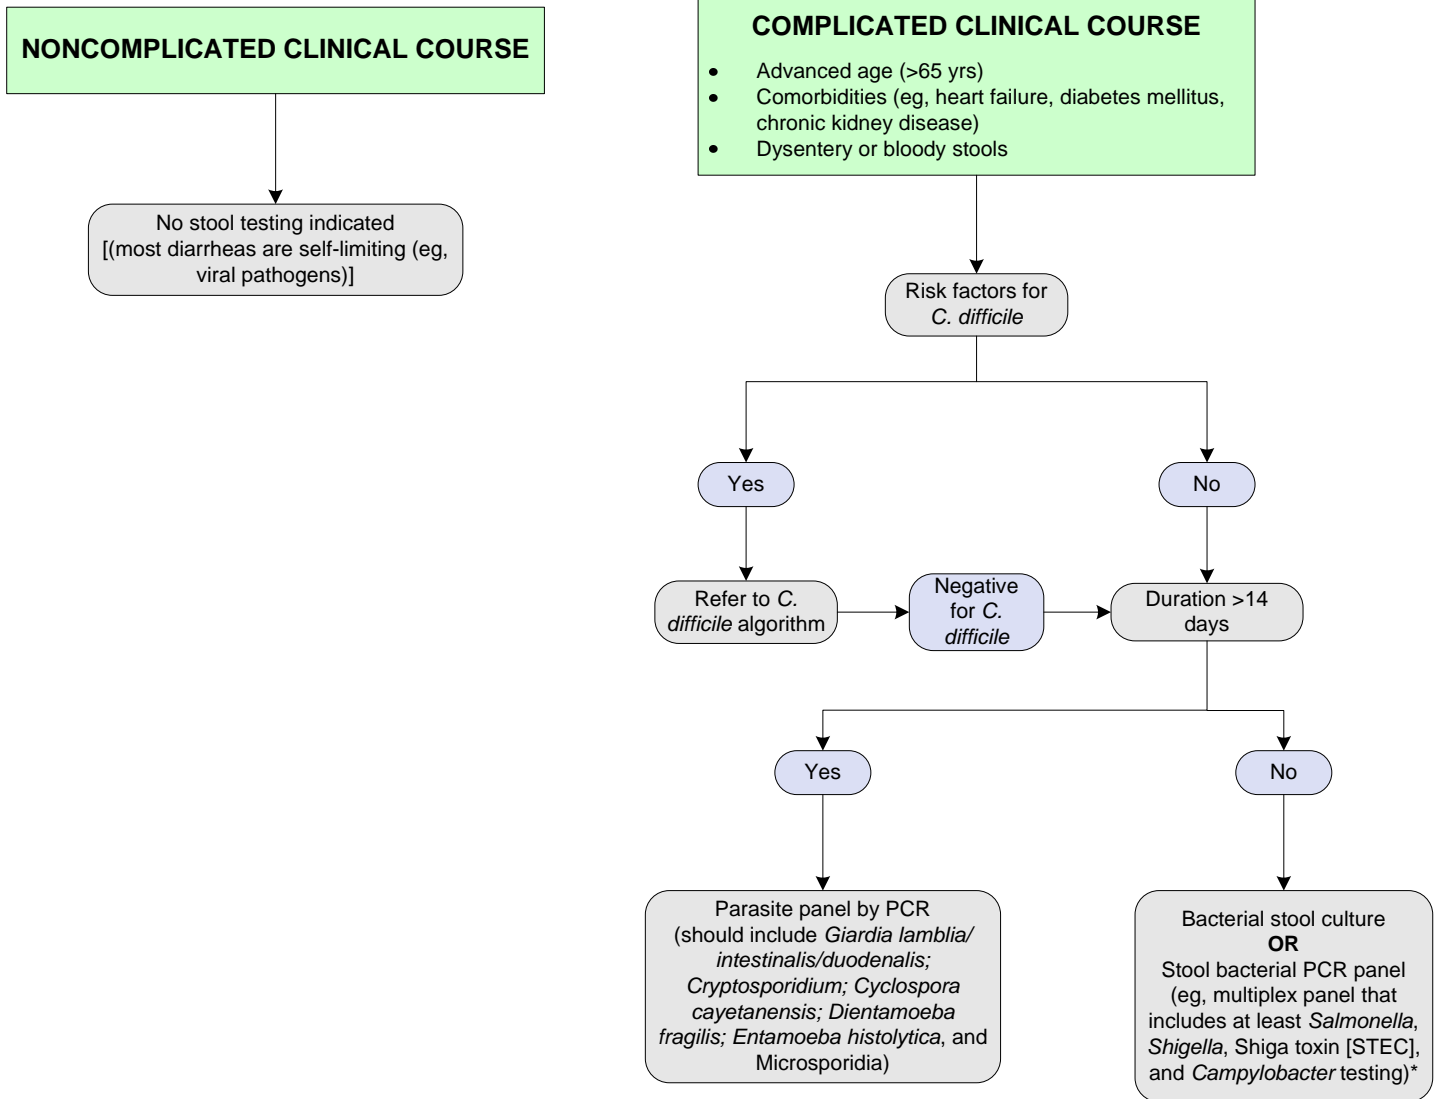 NONCOMPLICATED CLINICAL COURSE
No stool testing indicated
[(most diarrheas are self-limiting (eg,
viral pathogens)]
COMPLICATED CLINICAL COURSE
• Advanced age (>65 yrs)
• Comorbidities (eg, heart failure, diabetes mellitus,
chronic kidney disease)
• Dysentery or bloody stools
Risk factors for
C. difficile
Yes
No
Refer to C.
difficile algorithm
Negative
for C.
difficile
Duration >14
days
Yes
No
Parasite panel by PCR
(should include Giardia lamblia/
intestinalis/duodenalis;
Cryptosporidium; Cyclospora
cayetanensis; Dientamoeba
fragilis; Entamoeba histolytica, and
Microsporidia)
Bacterial stool culture
OR
Stool bacterial PCR panel
(eg, multiplex panel that
includes at least Salmonella,
Shigella, Shiga toxin [STEC],
and Campylobacter testing)*